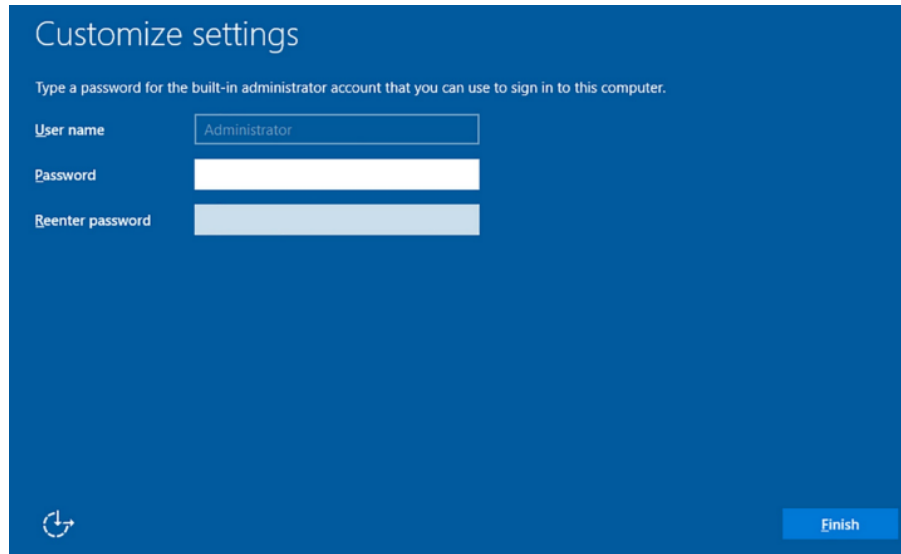 Customize settings
Type a password for the built-in administrator account that you can use to sign in to this computer.
User name Administrator
Password
Reenter password
Finish